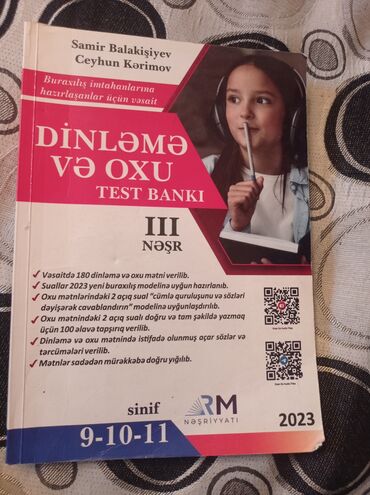 Samir Balakişiyev
Ceyhun Kərimov
Buraxılış imtahanlarına
hazırlaşanlar üçün vəsait
DİNLƏMƏ
VƏ OXU
TEST BANKI
III
NƏŞR
Vəsaitdə 180 dinləmə və oxu mətni verilib.
Suallar 2023 yeni buraxılış modelinə uyğun hazırlanıb.
Oxu mətnlərindəki 2 açıq sual "cümlə quruluşunu və sözləri
dəyişərək cavablandırın" modelinə uyğunlaşdırılıb.
Oxu mətnindəki 2 açıq sualı doğru və tam şəkildə yazmaq
üçün 100 əlavə tapşırıq verilib.
Dinləmə və oxu mətnində istifadə olunmuş açar sözlər və
tərcümələri verilib.
Mətnlər sadədən mürəkkəbə doğru yığılıb.
sinif
9-10-11
RM
NƏŞRİYYATI
2023